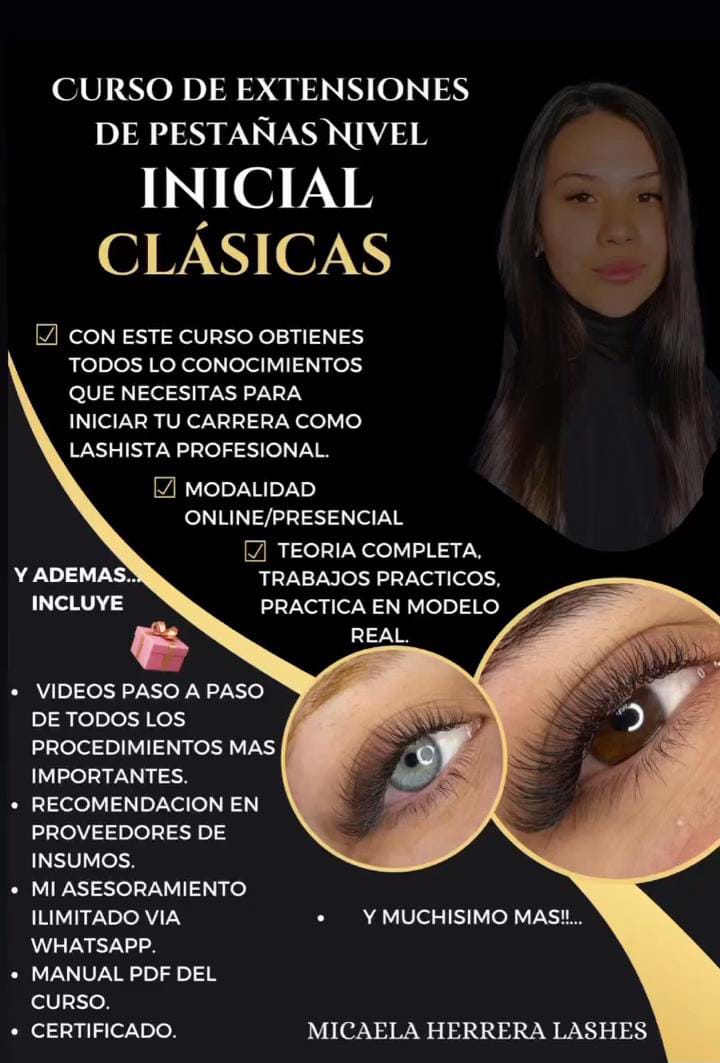 CURSO DE EXTENSIONES
DE PESTAÑAS NIVEL
INICIAL
CLÁSICAS
CON ESTE CURSO OBTIENES
TODOS LO CONOCIMIENTOS
QUE NECESITAS PARA
INICIAR TU CARRERA COMO
LASHISTA PROFESIONAL.
MODALIDAD
ONLINE/PRESENCIAL
TEORIA COMPLETA,
TRABAJOS PRACTICOS,
PRACTICA EN MODELO
REAL.
Y ADEMAS...
INCLUYE
• VIDEOS PASO A PASO
DE TODOS LOS
PROCEDIMIENTOS MAS
IMPORTANTES.
• RECOMENDACION EN
PROVEEDORES DE
INSUMOS.
• MI ASESORAMIENTO
ILIMITADO VIA
WHATSAPP.
• MANUAL PDF DEL
CURSO.
• CERTIFICADO.
• Y MUCHISIMO MAS!!...
MICAELA HERRERA LASHES